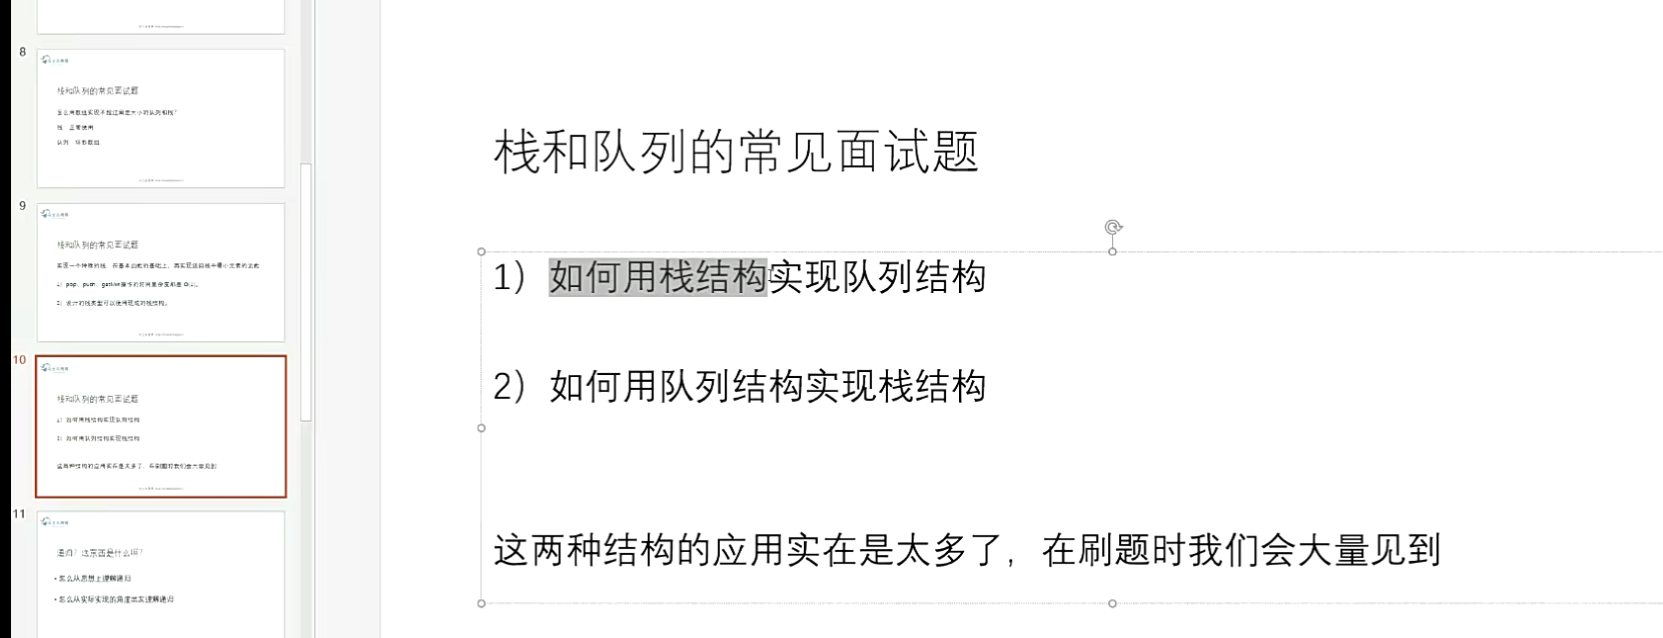 8
栈和队列的常见面试题
怎么用数组实现不超过固定大小的队列和栈？
栈：正常使用
队列：环形数组
9
栈和队列的常见面试题
实现一个特殊的栈，在基本功能的基础上，再实现返回栈中最小元素的功能
1）pop、push、getMin操作的时间复杂度都是 O(1)。
2）设计的栈类型可以使用现成的栈结构。
10
栈和队列的常见面试题
1）如何用栈结构实现队列结构
2）如何用队列结构实现栈结构
这两种结构的应用实在是太多了，在刷题时我们会大量见到
11
递归？这东西是什么呢？
• 怎么从思想上理解递归
• 怎么从实际实现的角度出发理解递归
栈和队列的常见面试题
1）如何用栈结构实现队列结构
2）如何用队列结构实现栈结构
这两种结构的应用实在是太多了，在刷题时我们会大量见到